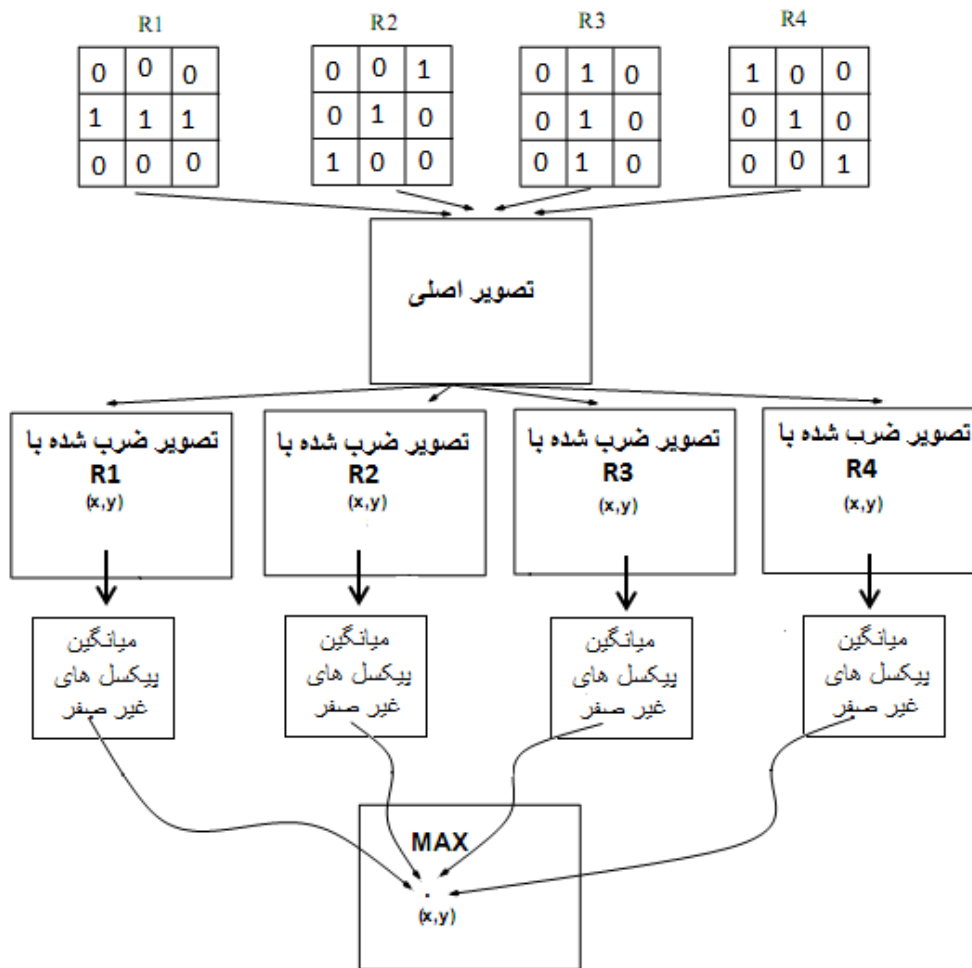 R1 R2 R3 R4
0 0 0 0 0 1 0 1 0 1 0 0
1 1 1 0 1 0 0 1 0 0 1 0
0 0 0 1 0 0 0 1 0 0 0 1
تصویر اصلی
تصویر ضرب شده با
R1
(x,y)
تصویر ضرب شده با
R2
(x,y)
تصویر ضرب شده با
R3
(x,y)
تصویر ضرب شده با
R4
(x,y)
میانگین
پیکسل های
غیر صفر
میانگین
پیکسل های
غیر صفر
میانگین
پیکسل های
غیر صفر
میانگین
پیکسل های
غیر صفر
MAX
(x,y)